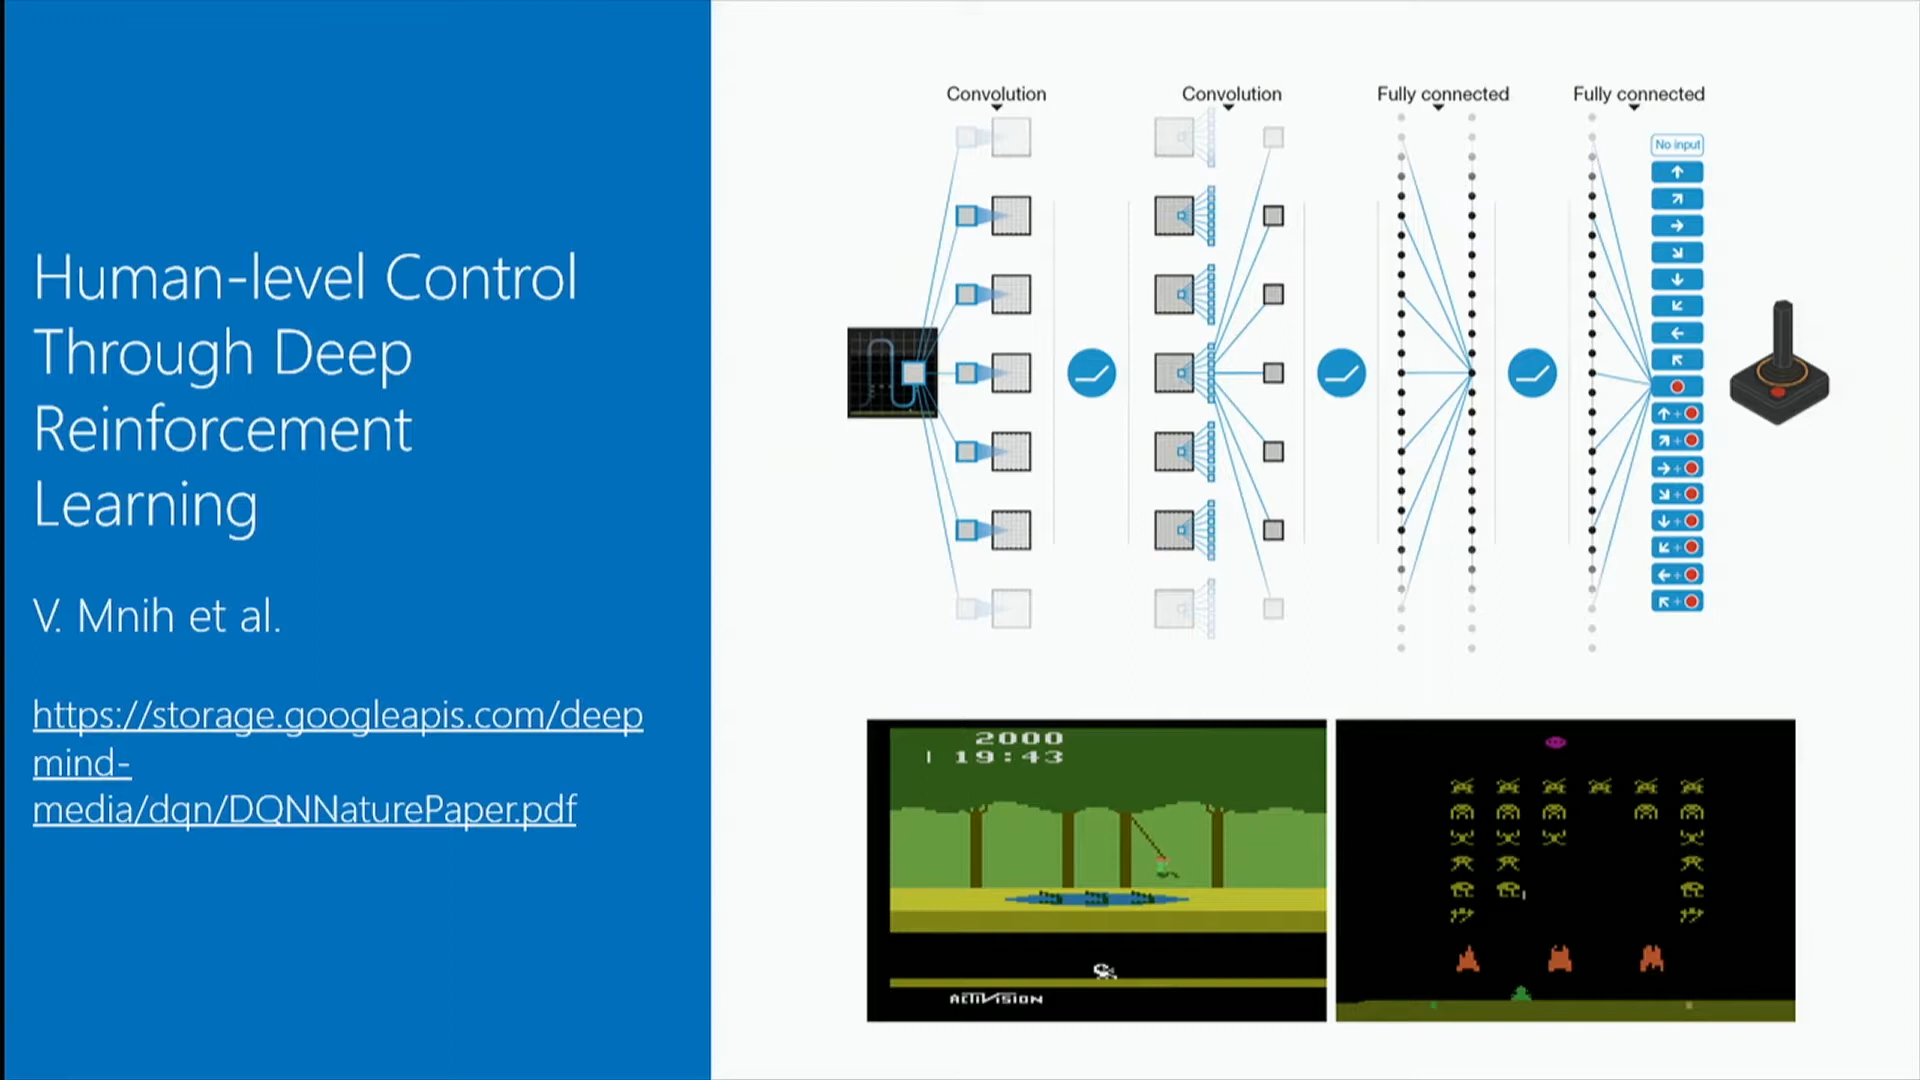 Human-level Control
Through Deep
Reinforcement
Learning
V. Mnih et al.
https://storage.googleapis.com/deep
mind-
media/dqn/DQNNaturePaper.pdf
Convolution
Convolution
Fully connected
Fully connected
No input
2000
19:43
ACTIVISION